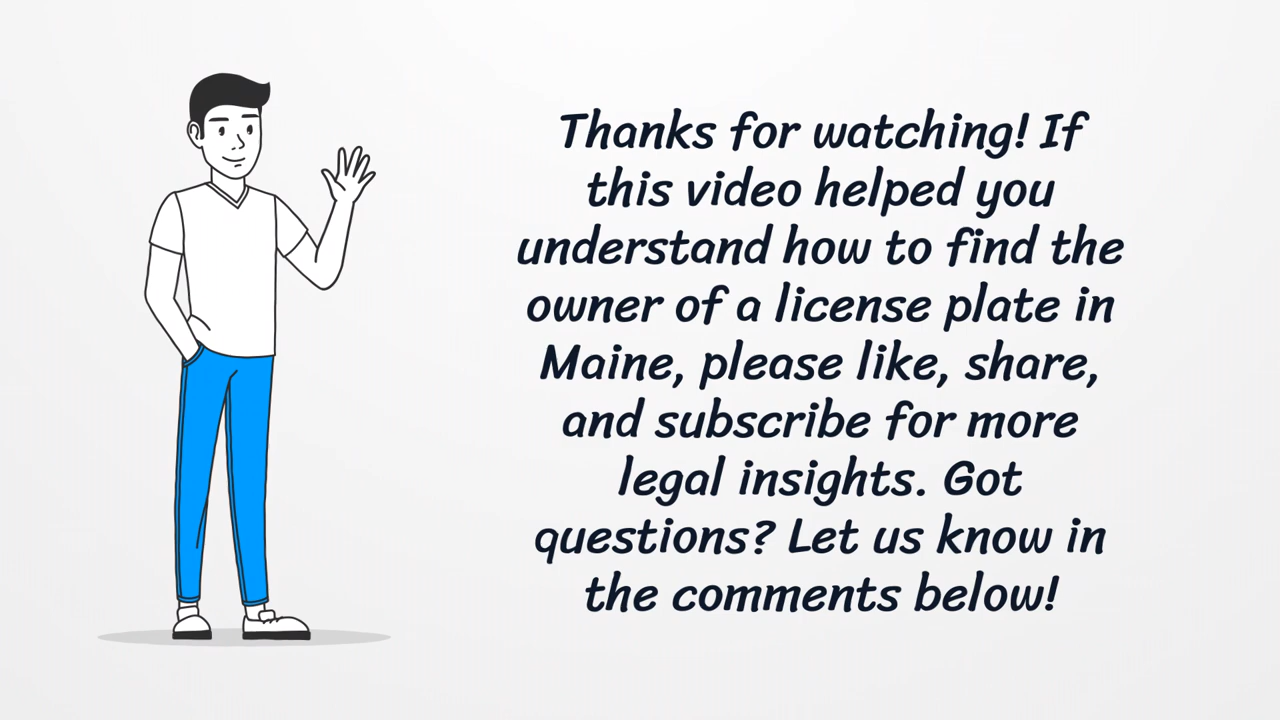 Thanks for watching! If
this video helped you
understand how to find the
owner of a license plate in
Maine, please like, share,
and subscribe for more
legal insights. Got
questions? Let us know in
the comments below!